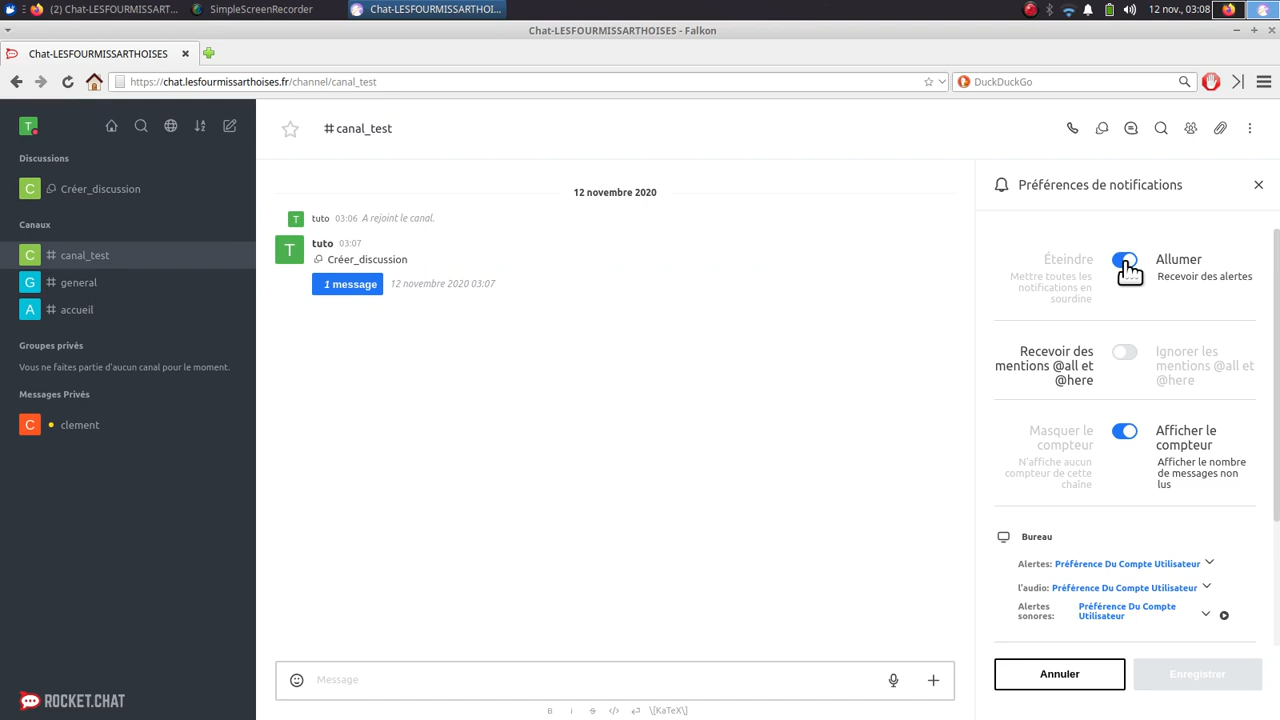 (2) LESFOURMISSART...
SimpleScreenRecorder
Chat-LESFOURMISSARTHOI...
12 nov., 03:08
Chat-LESFOURMISSARTHOISES - Falkon
Chat-LESFOURMISSARTHOISES
https://chat.lesfourmissarthoises.fr/channel/canal_test
DuckDuckGo
T
Discussions
C Créer_discussion
Canaux
C # canal_test
G # general
A # accueil
Groupes privés
Vous ne faites partie d'aucun canal pour le moment.
Messages Privés
C clement
ROCKET.CHAT
# canal_test
12 novembre 2020
T tuto 03:06 A rejoint le canal.
T tuto 03:07
Créer_discussion
1 message 12 novembre 2020 03:07
Message
B i S </> \[KaTeX\]
Préférences de notifications
Éteindre
Mettre toutes les
notifications en
sourdine
Allumer
Recevoir des alertes
Recevoir des
mentions @all et
@here
Ignorer les
mentions @all et
@here
Masquer le
compteur
N'affiche aucun
compteur de cette
chaîne
Afficher le
compteur
Afficher le nombre
de messages non
lus
Bureau
Alertes: Préférence Du Compte Utilisateur
l'audio: Préférence Du Compte Utilisateur
Alertes
sonores:
Préférence Du Compte
Utilisateur
Annuler
Enregistrer